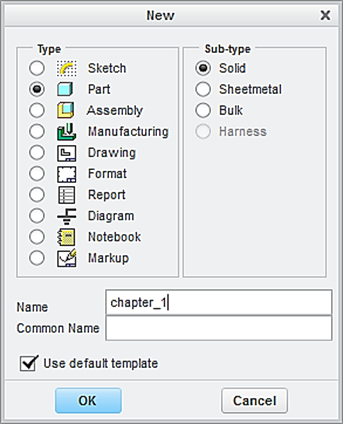 New
Type
Sketch
Part
Assembly
Manufacturing
Drawing
Format
Report
Diagram
Notebook
Markup
Sub-type
Solid
Sheetmetal
Bulk
Harness
Name chapter_1
Common Name
Use default template
OK Cancel